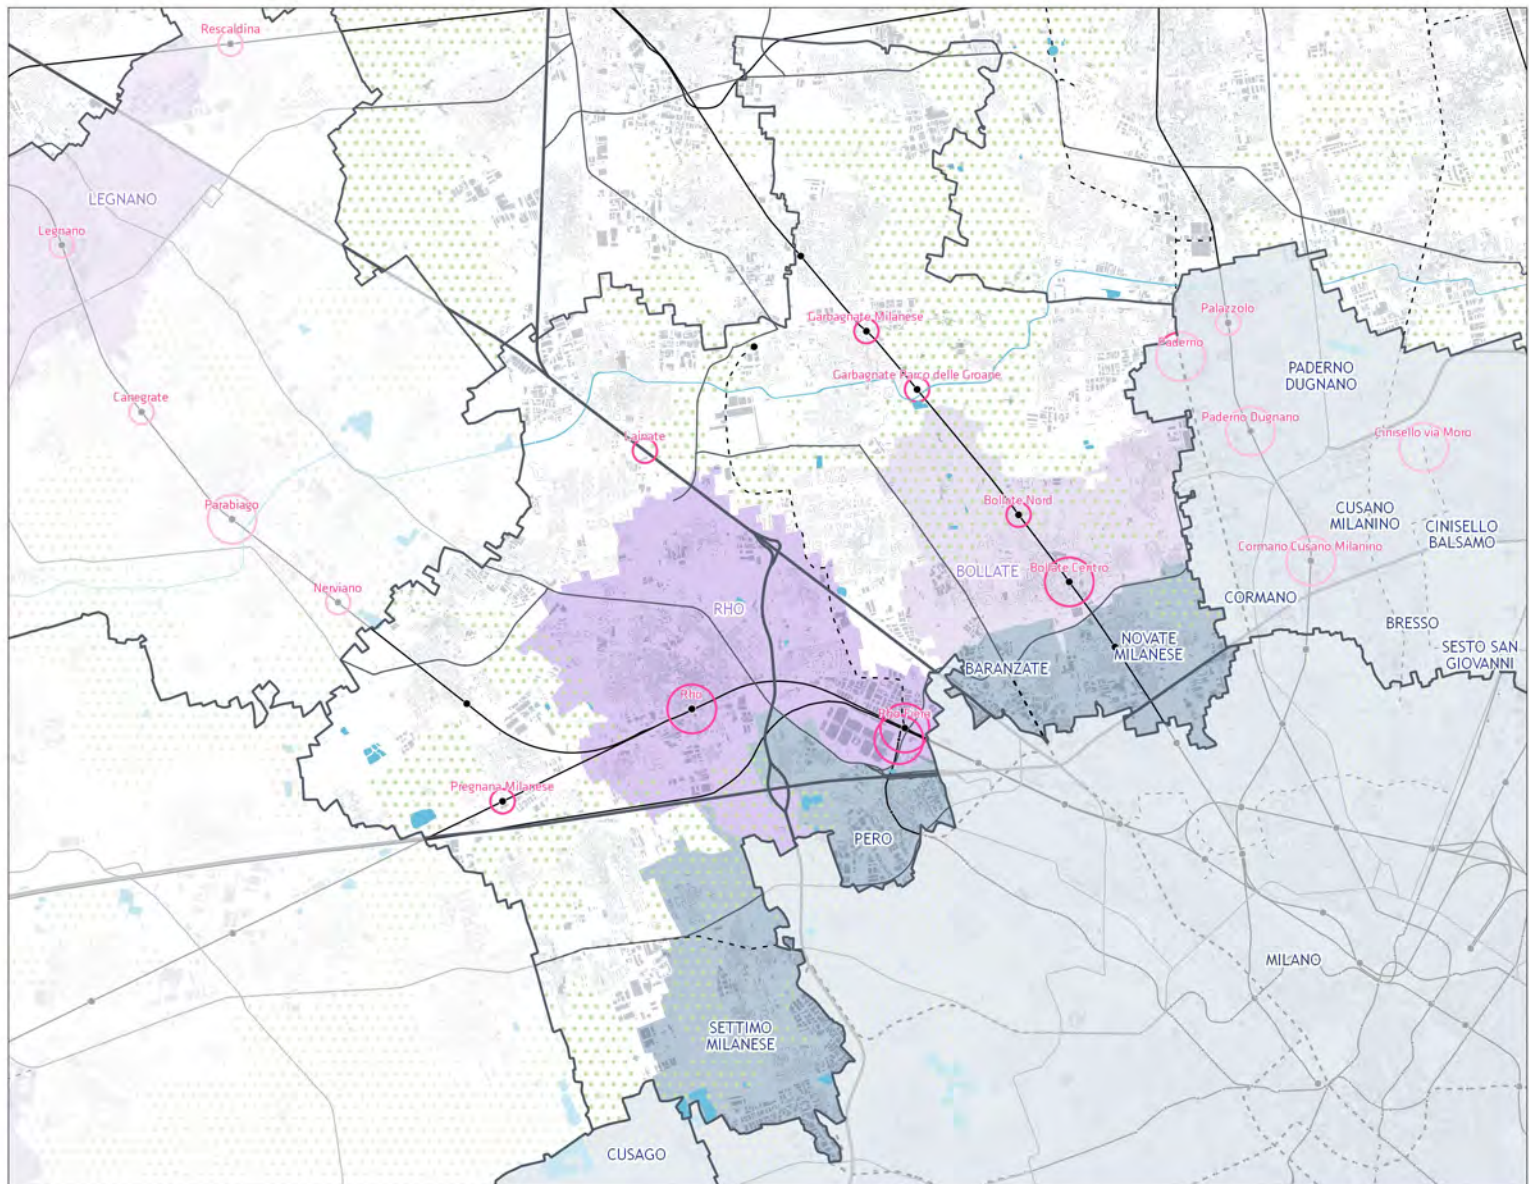 Rescaldina
LEGNANO
Legnano
Garbagnate Milanese
Palazzolo
Paderno
PADERNO
DUGNANO
Garbagnate Parco delle Groane
Canegrate
Lainate
Paderno Dugnano
Cinisello via Moro
Parabiago
Bollate Nord
CUSANO
MILANINO
CINISELLO
BALSAMO
Cormano Cusano Milanino
BOLLATE
Bollate Centro
Nerviano
RHO
CORMANO
BRESSO
NOVATE
MILANESE
BARANZATE
SESTO SAN
GIOVANNI
Rho
Rho Fiera
Pregnana Milanese
PERO
MILANO
SETTIMO
MILANESE
CUSAGO